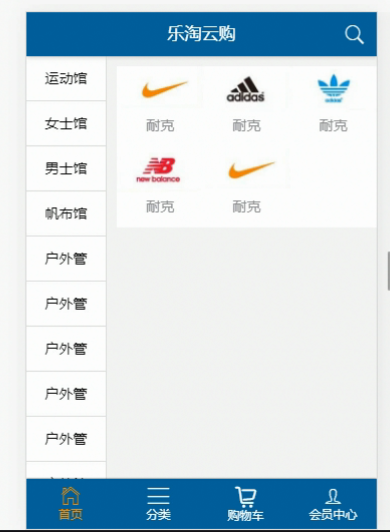 乐淘云购
运动馆
女士馆
男士馆
帆布馆
户外管
户外管
户外管
户外管
户外管
adidas
adidas
耐克
耐克
耐克
new balance
耐克
耐克
首页
分类
购物车
会员中心